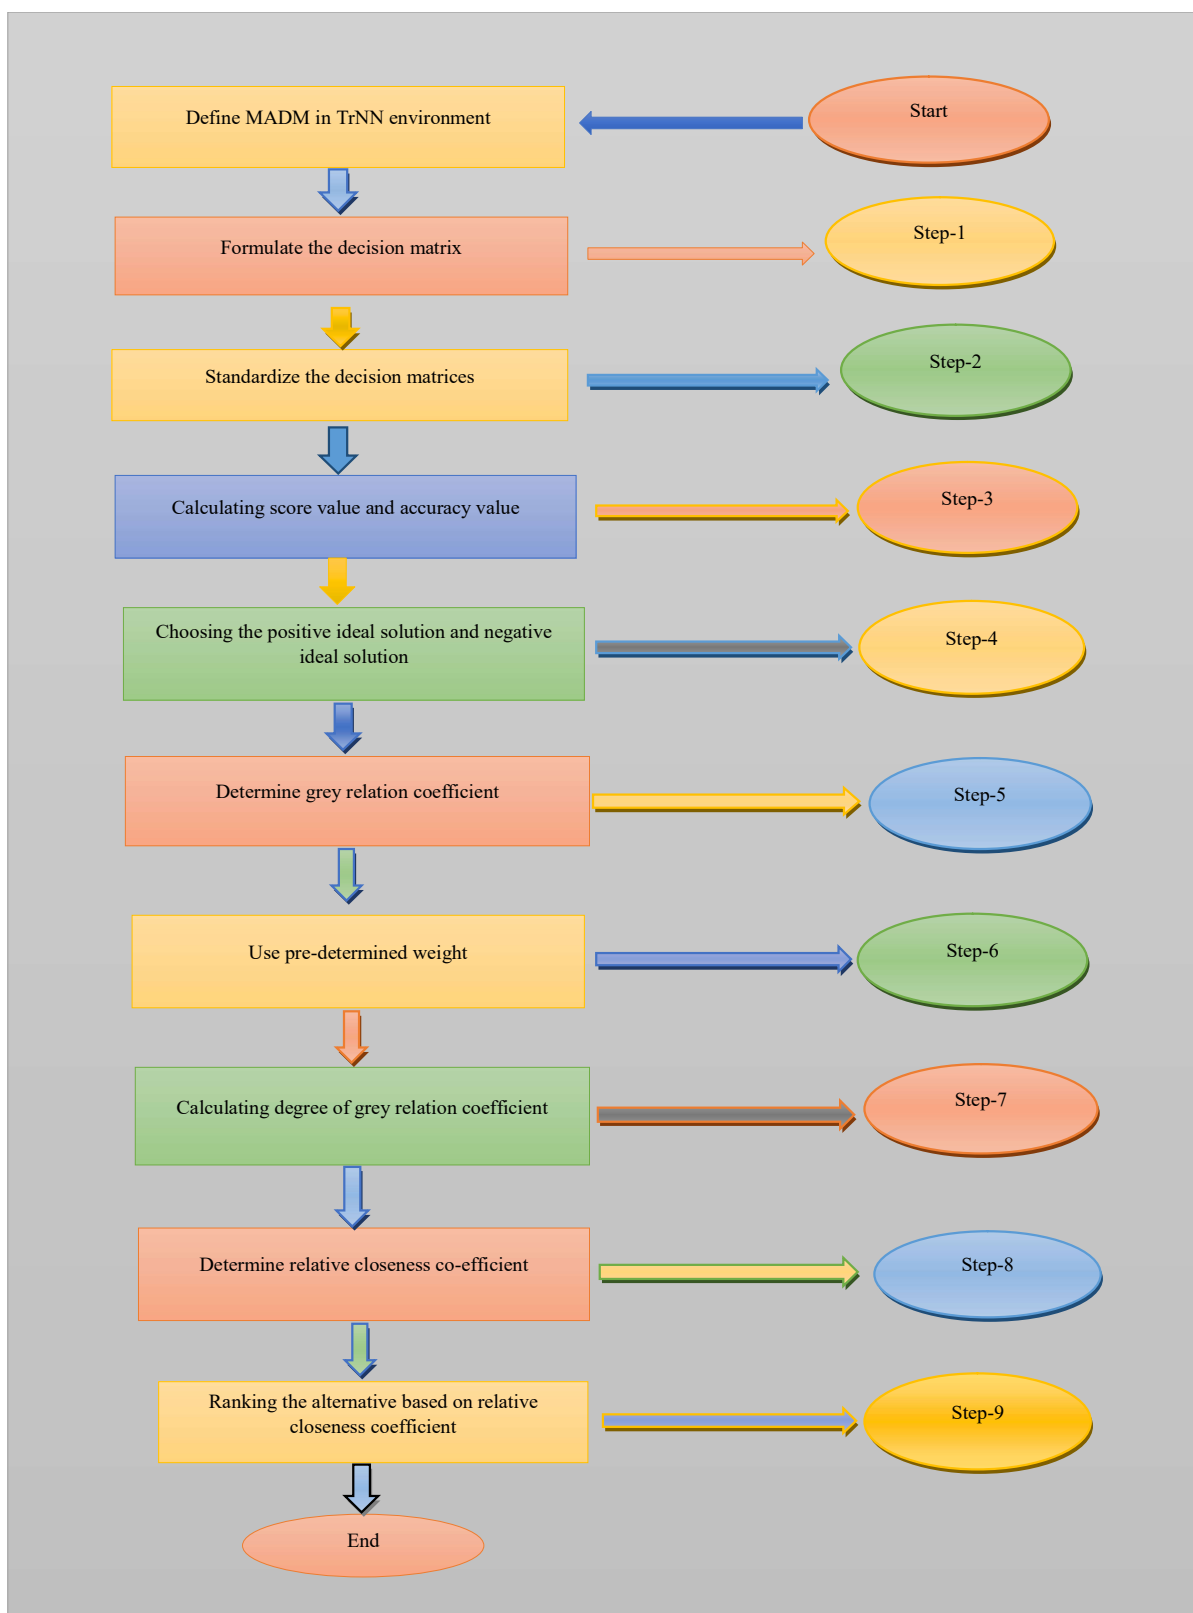 Define MADM in TrNN environment
Start
Formulate the decision matrix
Step-1
Standardize the decision matrices
Step-2
Calculating score value and accuracy value
Step-3
Choosing the positive ideal solution and negative
ideal solution
Step-4
Determine grey relation coefficient
Step-5
Use pre-determined weight
Step-6
Calculating degree of grey relation coefficient
Step-7
Determine relative closeness co-efficient
Step-8
Ranking the alternative based on relative
closeness coefficient
Step-9
End